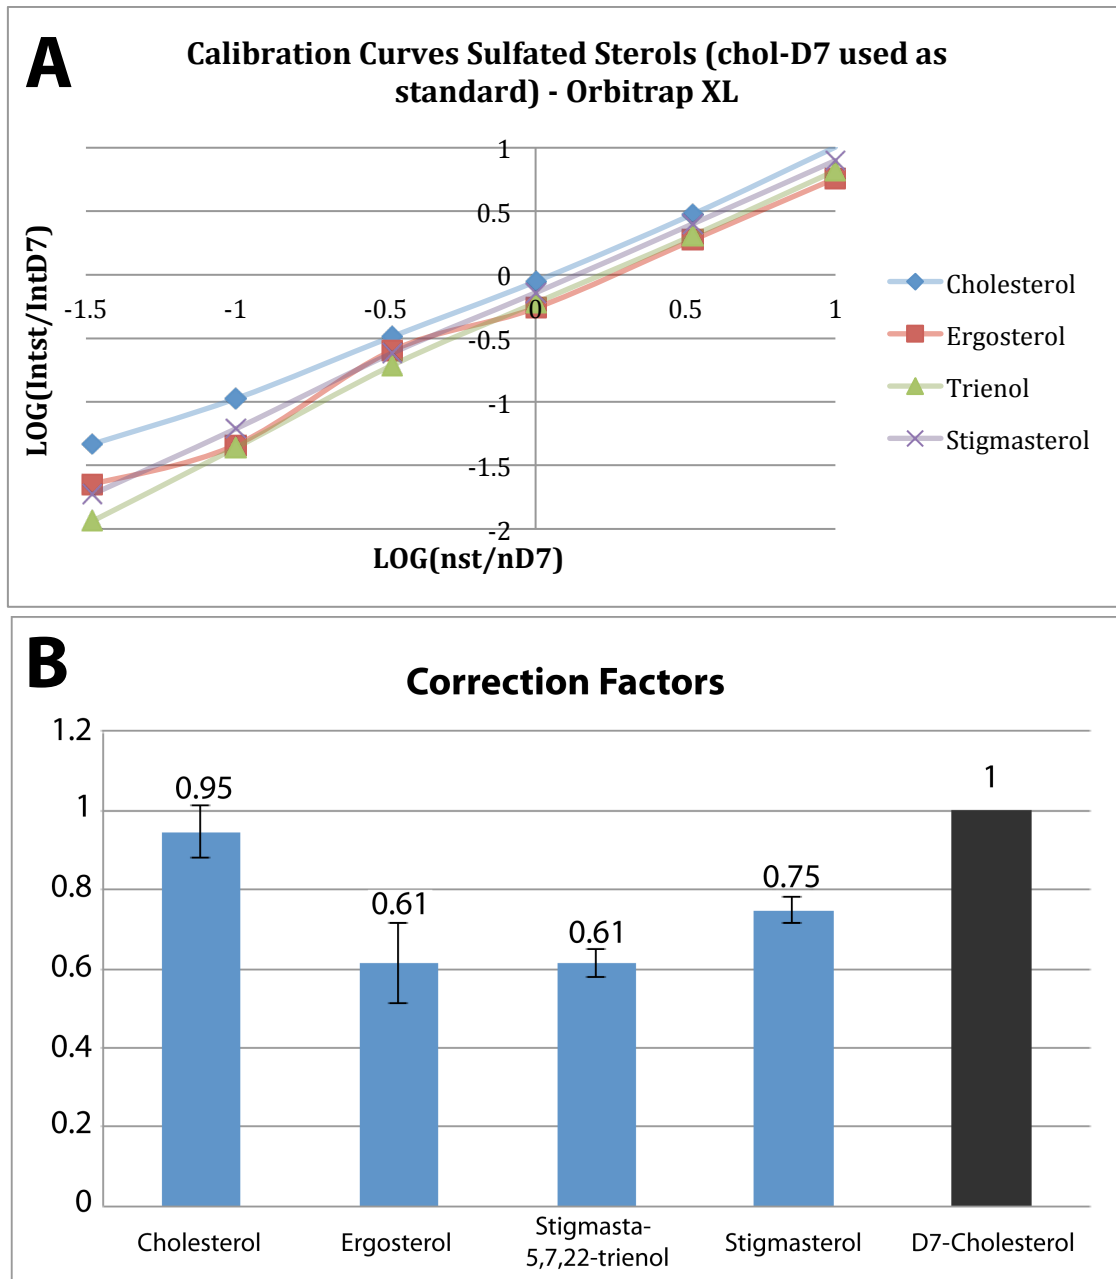 A
Calibration Curves Sulfated Sterols (chol-D7 used as
standard) - Orbitrap XL
LOG(Intst/IntD7)
1
0.5
0
-0.5
-1
-1.5
-2
-1.5
-1
-0.5
0
0.5
1
LOG(nst/nD7)
Cholesterol
Ergosterol
Trienol
Stigmasterol
B
Correction Factors
1.2
1
0.8
0.6
0.4
0.2
0
0.95
0.61
0.61
0.75
1
Cholesterol
Ergosterol
Stigmasta-
5,7,22-trienol
Stigmasterol
D7-Cholesterol